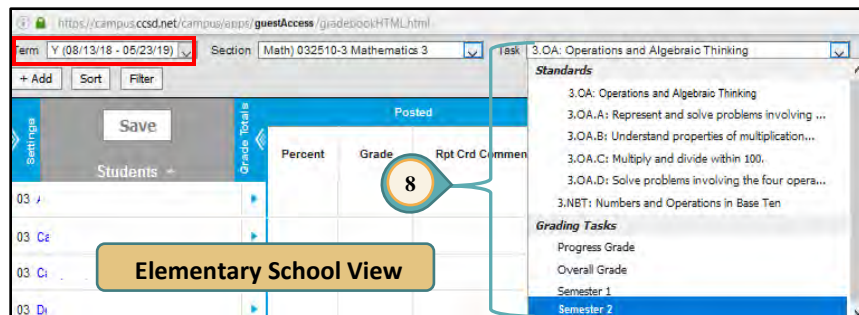 https://campus.ccsd.net/campus/apps/guestAccess/gradebookHTML.html
Term Y (08/13/18 - 05/23/19) Section Math) 032510-3 Mathematics 3 Task 3.OA: Operations and Algebraic Thinking
+ Add Sort Filter
Standards
3.OA: Operations and Algebraic Thinking
3.OA.A: Represent and solve problems involving ...
3.OA.B: Understand properties of multiplication...
3.OA.C: Multiply and divide within 100.
3.OA.D: Solve problems involving the four opera...
3.NBT: Numbers and Operations in Base Ten
Grading Tasks
Progress Grade
Overall Grade
Semester 1
Semester 2
Settings
Save
Students
Grade Totals
Posted
Percent Grade Rpt Crd Commen
8
03
03 Ca
03 Ca
03 De
Elementary School View